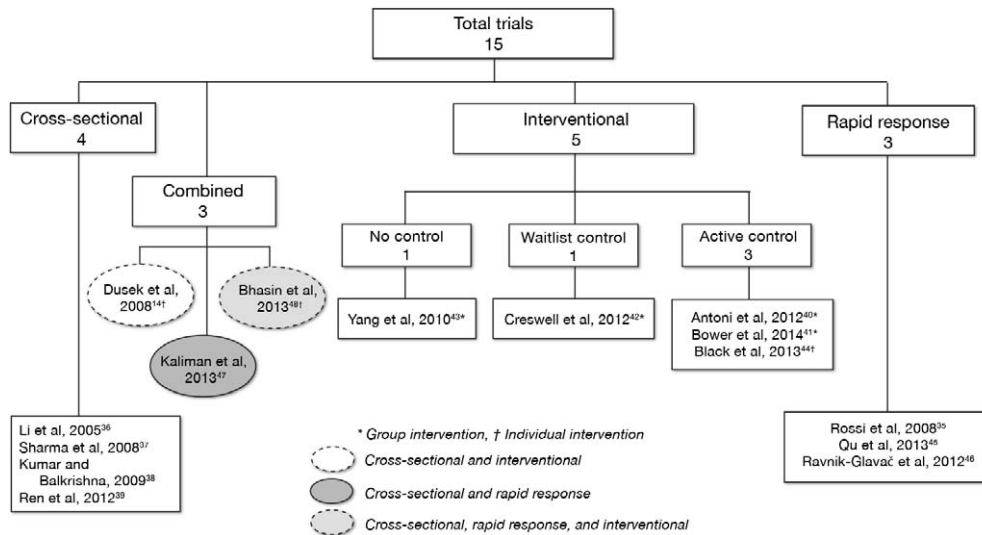 Total trials
15
Cross-sectional
4
Combined
3
Interventional
5
Rapid response
3
Dusek et al,
2008¹⁴†
Bhasin et al,
2013⁴⁸†
Kaliman et al,
2013⁴⁷
No control
1
Waitlist control
1
Active control
3
Yang et al, 2010⁴³*
Creswell et al, 2012⁴²*
Antoni et al, 2012⁴⁰*
Bower et al, 2014⁴¹*
Black et al, 2013⁴⁴†
Li et al, 2005³⁶
Sharma et al, 2008³⁷
Kumar and
Balkrishna, 2009³⁸
Ren et al, 2012³⁹
Rossi et al, 2008³⁵
Qu et al, 2013⁴⁵
Ravnik-Glavač et al, 2012⁴⁶
* Group intervention, † Individual intervention
Cross-sectional and interventional
Cross-sectional and rapid response
Cross-sectional, rapid response, and interventional